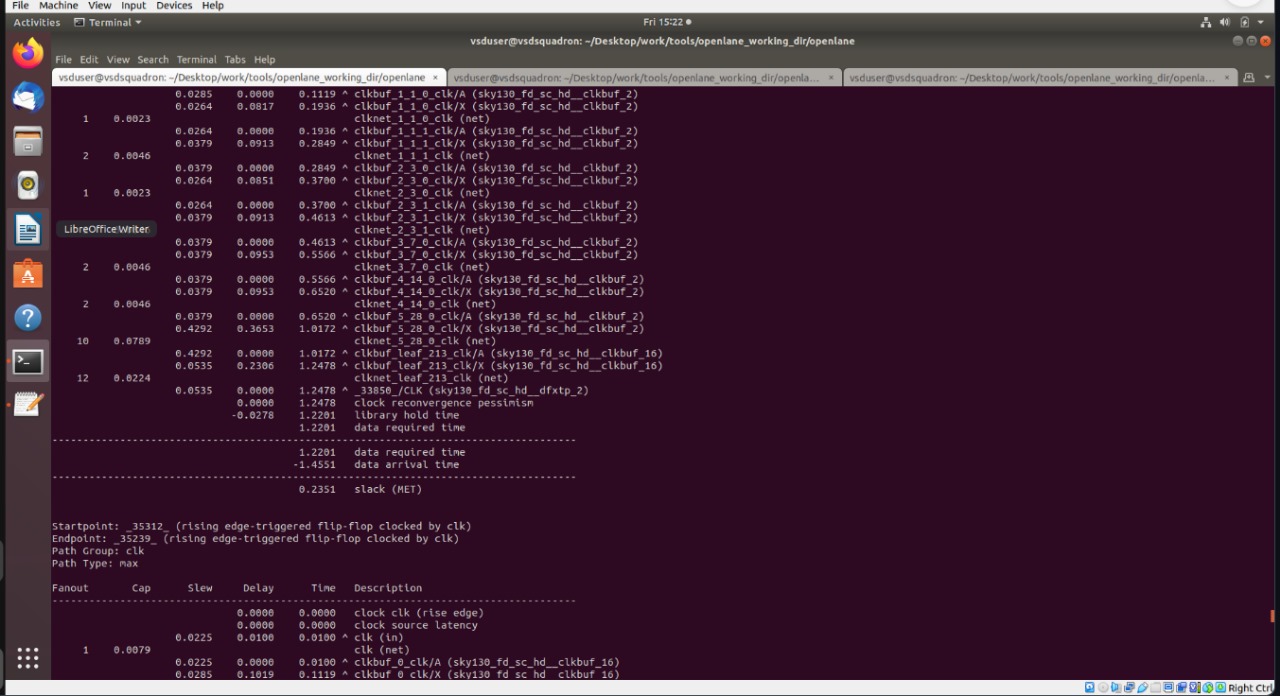 File Machine View Input Devices Help
Activities Terminal Fri 15:22
vsduser@vsdsquadron: ~/Desktop/work/tools/openlane_working_dir/openlane
File Edit View Search Terminal Tabs Help
vsduser@vsdsquadron: ~/Desktop/work/tools/openlane_working_dir/openlane × vsduser@vsdsquadron: ~/Desktop/work/tools/openlane_working_dir/openla... × vsduser@vsdsquadron: ~/Desktop/work/tools/openlane_working_dir/openla... ×
0.0285 0.0000 0.1119 ^ clkbuf_1_1_0_clk/A (sky130_fd_sc_hd__clkbuf_2)
0.0264 0.0817 0.1936 ^ clkbuf_1_1_0_clk/X (sky130_fd_sc_hd__clkbuf_2)
1 0.0023 clknet_1_1_0_clk (net)
0.0264 0.0000 0.1936 ^ clkbuf_1_1_1_clk/A (sky130_fd_sc_hd__clkbuf_2)
0.0379 0.0913 0.2849 ^ clkbuf_1_1_1_clk/X (sky130_fd_sc_hd__clkbuf_2)
2 0.0046 clknet_1_1_1_clk (net)
0.0379 0.0000 0.2849 ^ clkbuf_2_3_0_clk/A (sky130_fd_sc_hd__clkbuf_2)
0.0264 0.0851 0.3700 ^ clkbuf_2_3_0_clk/X (sky130_fd_sc_hd__clkbuf_2)
1 0.0023 clknet_2_3_0_clk (net)
0.0264 0.0000 0.3700 ^ clkbuf_2_3_1_clk/A (sky130_fd_sc_hd__clkbuf_2)
0.0379 0.0913 0.4613 ^ clkbuf_2_3_1_clk/X (sky130_fd_sc_hd__clkbuf_2)
LibreOffice Writer clknet_2_3_1_clk (net)
0.0379 0.0000 0.4613 ^ clkbuf_3_7_0_clk/A (sky130_fd_sc_hd__clkbuf_2)
0.0379 0.0953 0.5566 ^ clkbuf_3_7_0_clk/X (sky130_fd_sc_hd__clkbuf_2)
2 0.0046 clknet_3_7_0_clk (net)
0.0379 0.0000 0.5566 ^ clkbuf_4_14_0_clk/A (sky130_fd_sc_hd__clkbuf_2)
0.0379 0.0953 0.6520 ^ clkbuf_4_14_0_clk/X (sky130_fd_sc_hd__clkbuf_2)
2 0.0046 clknet_4_14_0_clk (net)
0.0379 0.0000 0.6520 ^ clkbuf_5_28_0_clk/A (sky130_fd_sc_hd__clkbuf_2)
0.4292 0.3653 1.0172 ^ clkbuf_5_28_0_clk/X (sky130_fd_sc_hd__clkbuf_2)
10 0.0789 clknet_5_28_0_clk (net)
0.4292 0.0000 1.0172 ^ clkbuf_leaf_213_clk/A (sky130_fd_sc_hd__clkbuf_16)
0.0535 0.2306 1.2478 ^ clkbuf_leaf_213_clk/X (sky130_fd_sc_hd__clkbuf_16)
12 0.0224 clknet_leaf_213_clk (net)
0.0535 0.0000 1.2478 ^ _33850_/CLK (sky130_fd_sc_hd__dfxtp_2)
0.0000 1.2478 clock reconvergence pessimism
-0.0278 1.2201 library hold time
1.2201 data required time
-----------------------------------------------------------------------------
1.2201 data required time
-1.4551 data arrival time
-----------------------------------------------------------------------------
0.2351 slack (MET)
Startpoint: _35312_ (rising edge-triggered flip-flop clocked by clk)
Endpoint: _35239_ (rising edge-triggered flip-flop clocked by clk)
Path Group: clk
Path Type: max
Fanout Cap Slew Delay Time Description
-----------------------------------------------------------------------------
0.0000 0.0000 clock clk (rise edge)
0.0000 0.0000 clock source latency
0.0225 0.0100 0.0100 ^ clk (in)
1 0.0079 clk (net)
0.0225 0.0000 0.0100 ^ clkbuf_0_clk/A (sky130_fd_sc_hd__clkbuf_16)
0.0285 0.1019 0.1119 ^ clkbuf_0_clk/X (sky130_fd_sc_hd__clkbuf_16)
Right Ctrl